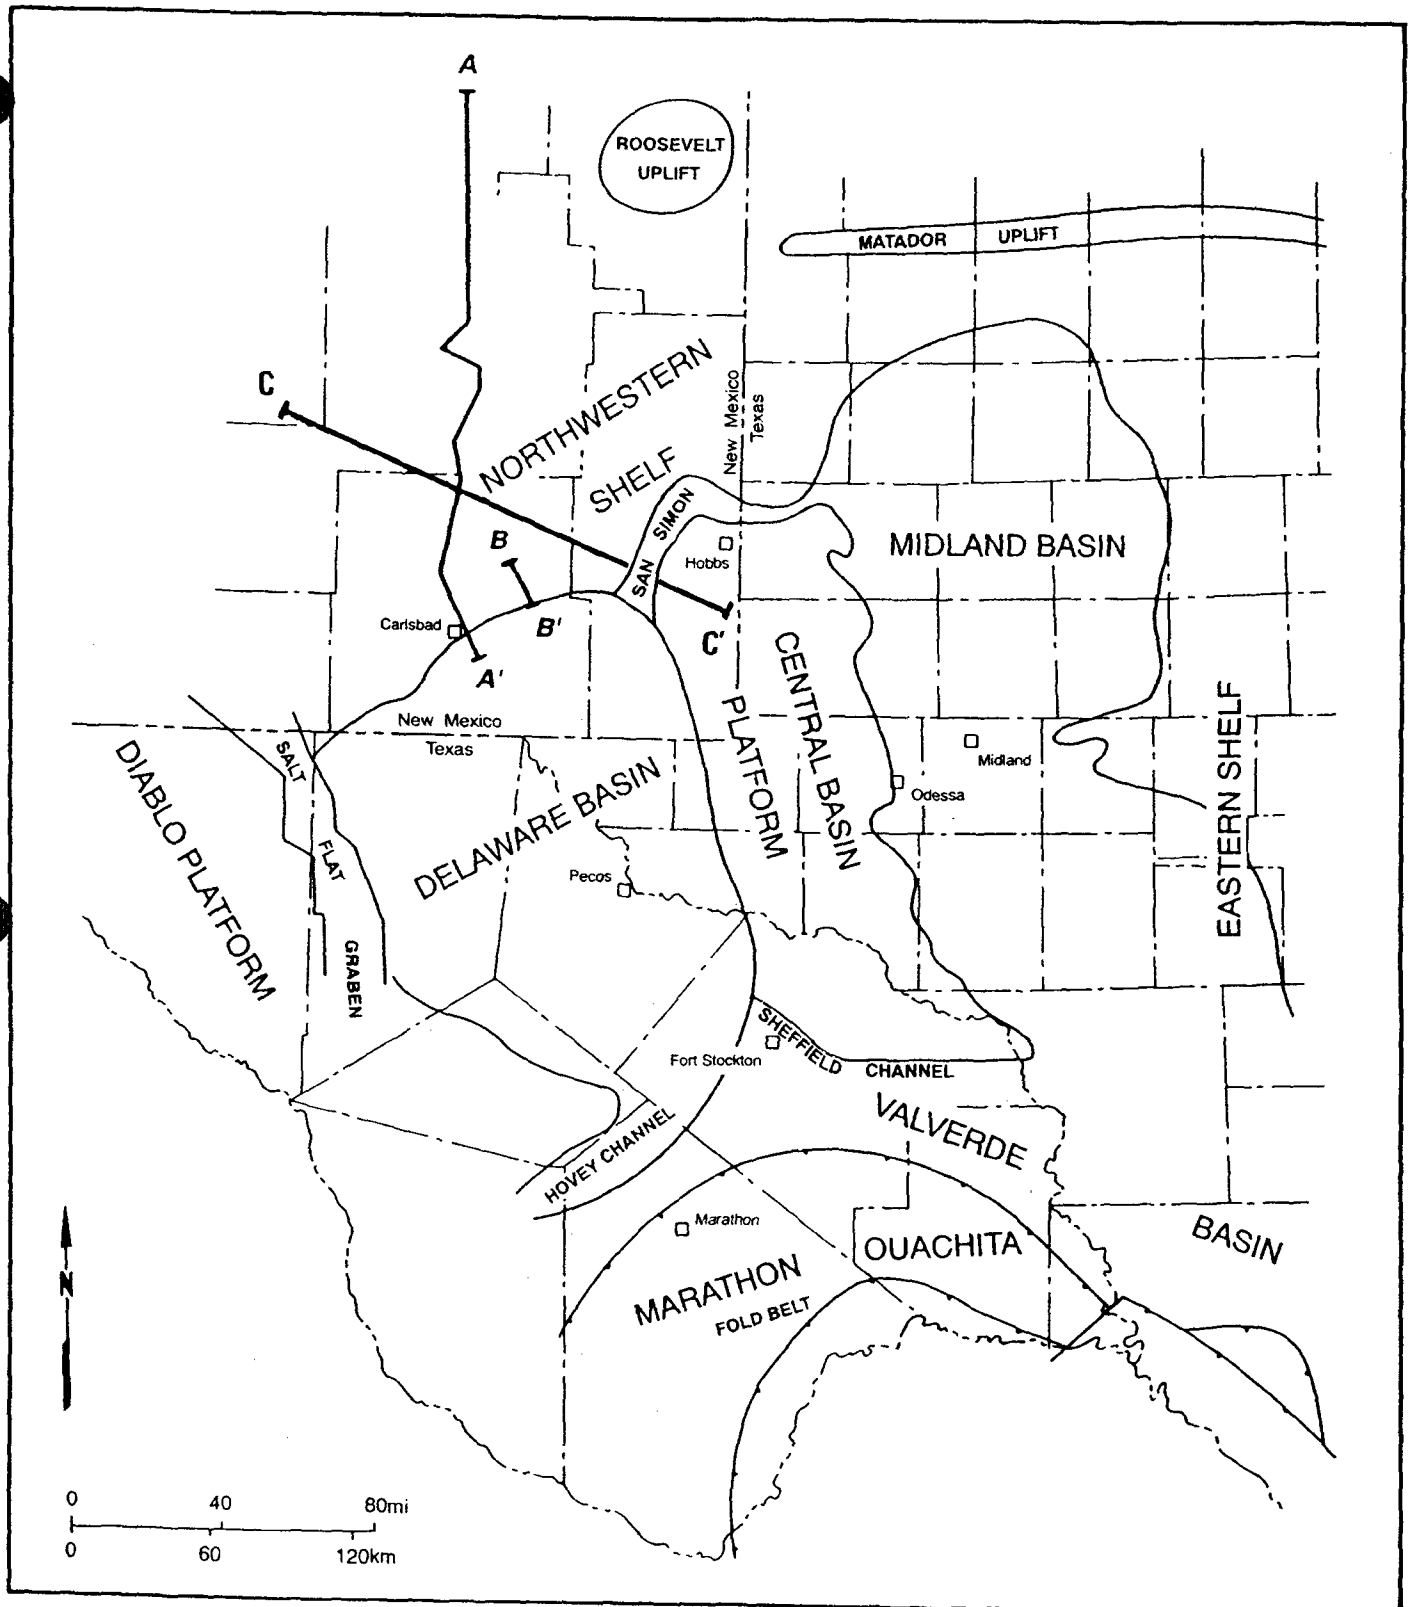 A
ROOSEVELT
UPLIFT
MATADOR UPLIFT
C
NORTHWESTERN
SHELF
New Mexico
Texas
SAN SIMON
Hobbs
MIDLAND BASIN
B
B'
Carlsbad
A'
C'
New Mexico
Texas
CENTRAL BASIN
PLATFORM
Midland
Odessa
EASTERN SHELF
DIABLO PLATFORM
SALT
FLAT
GRABEN
DELAWARE BASIN
Pecos
Fort Stockton
SHEFFIELD
CHANNEL
VALVERDE
BASIN
HOVEY CHANNEL
Marathon
MARATHON
OUACHITA
FOLD BELT
N
0 40 80mi
0 60 120km